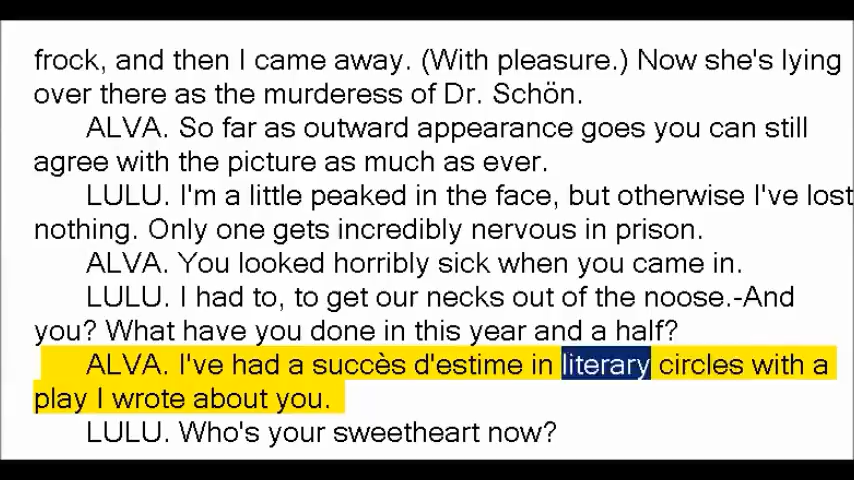 frock, and then I came away. (With pleasure.) Now she's lying
over there as the murderess of Dr. Schön.
ALVA. So far as outward appearance goes you can still
agree with the picture as much as ever.
LULU. I'm a little peaked in the face, but otherwise I've lost
nothing. Only one gets incredibly nervous in prison.
ALVA. You looked horribly sick when you came in.
LULU. I had to, to get our necks out of the noose.-And
you? What have you done in this year and a half?
ALVA. I've had a succès d'estime in literary circles with a
play I wrote about you.
LULU. Who's your sweetheart now?